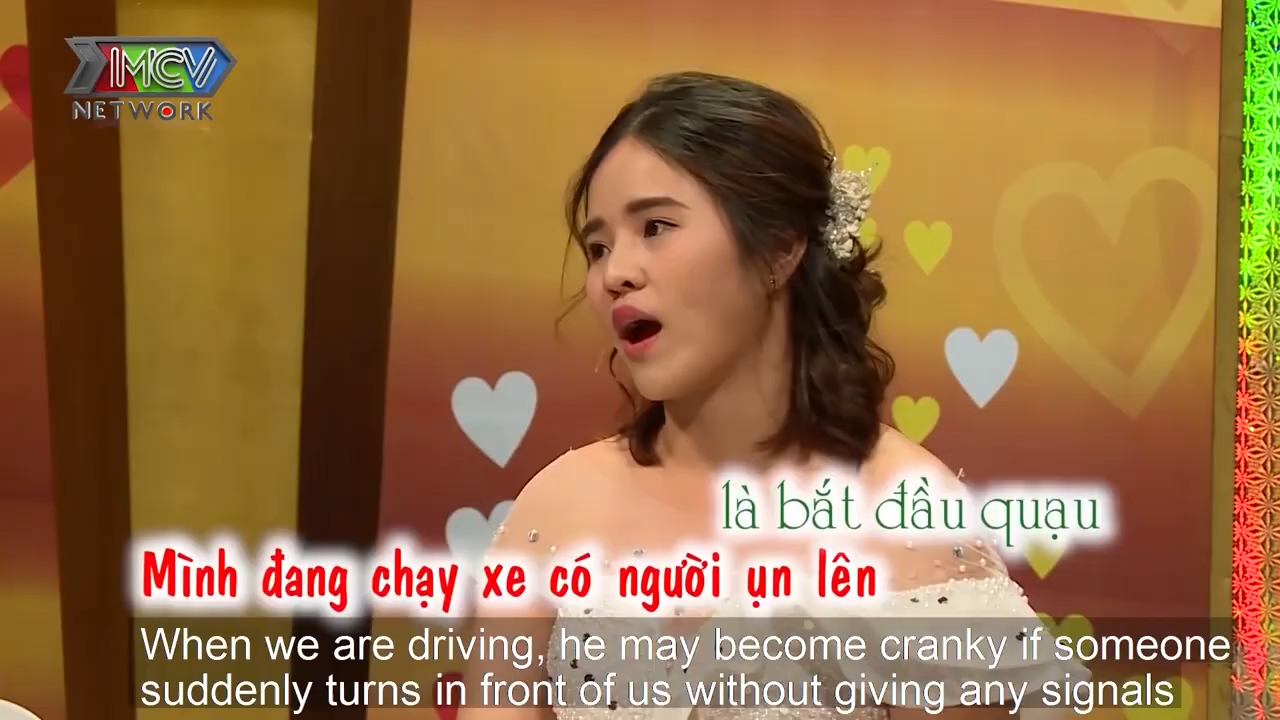 MCV
NETWORK
là bắt đầu quạu
Mình đang chạy xe có người ụn lên
When we are driving, he may become cranky if someone
suddenly turns in front of us without giving any signals